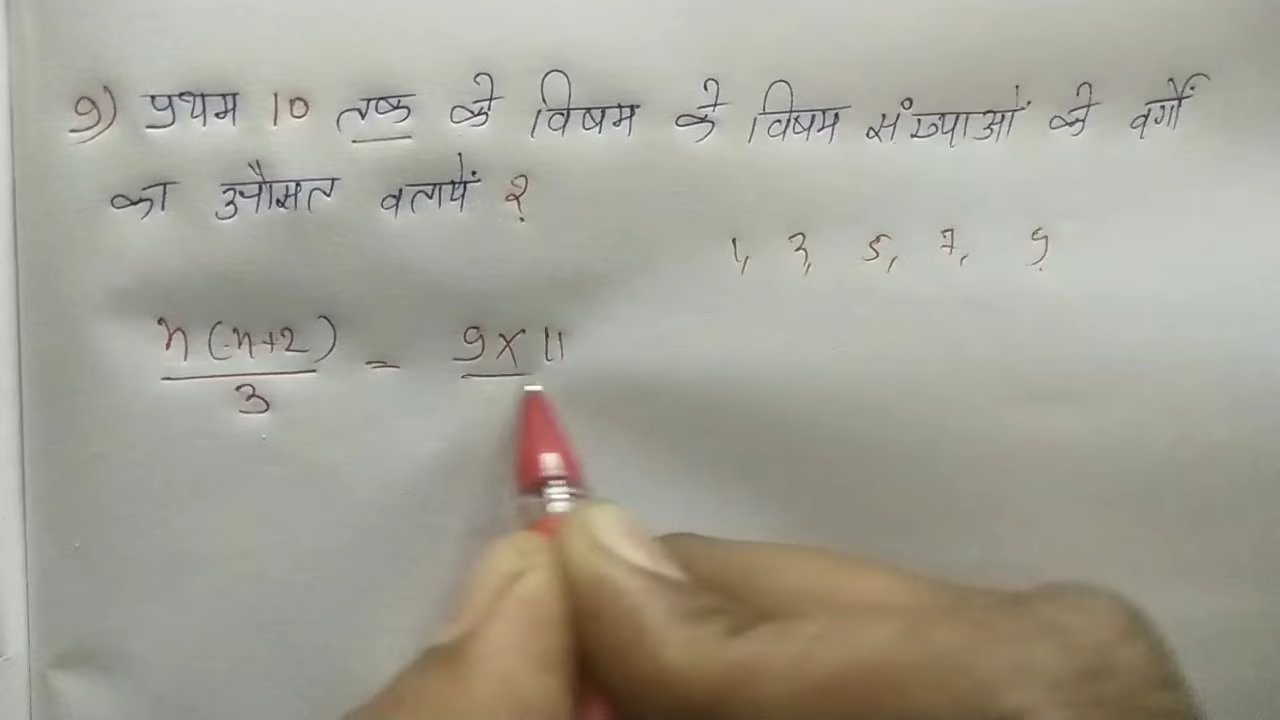 9) प्रथम 10 तक के विषम के विषम संख्याओं के वर्गों
का औसत बतायें ?
1, 3, 5, 7, 9
n(n+2)/3 = 9×11